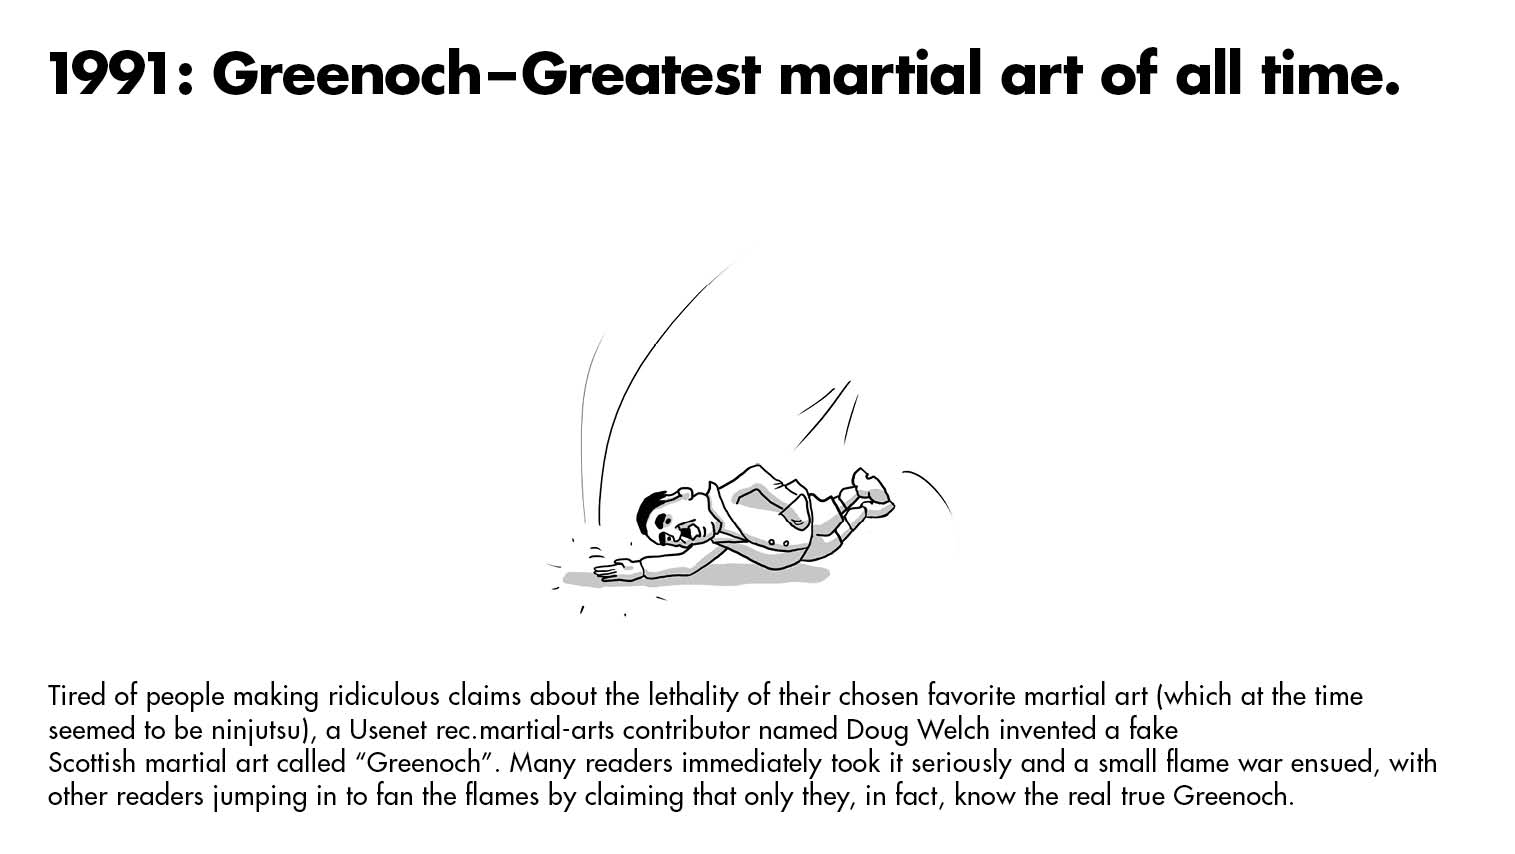 1991: Greenoch–Greatest martial art of all time.
Tired of people making ridiculous claims about the lethality of their chosen favorite martial art (which at the time
seemed to be ninjutsu), a Usenet rec.martial-arts contributor named Doug Welch invented a fake
Scottish martial art called “Greenoch”. Many readers immediately took it seriously and a small flame war ensued, with
other readers jumping in to fan the flames by claiming that only they, in fact, know the real true Greenoch.